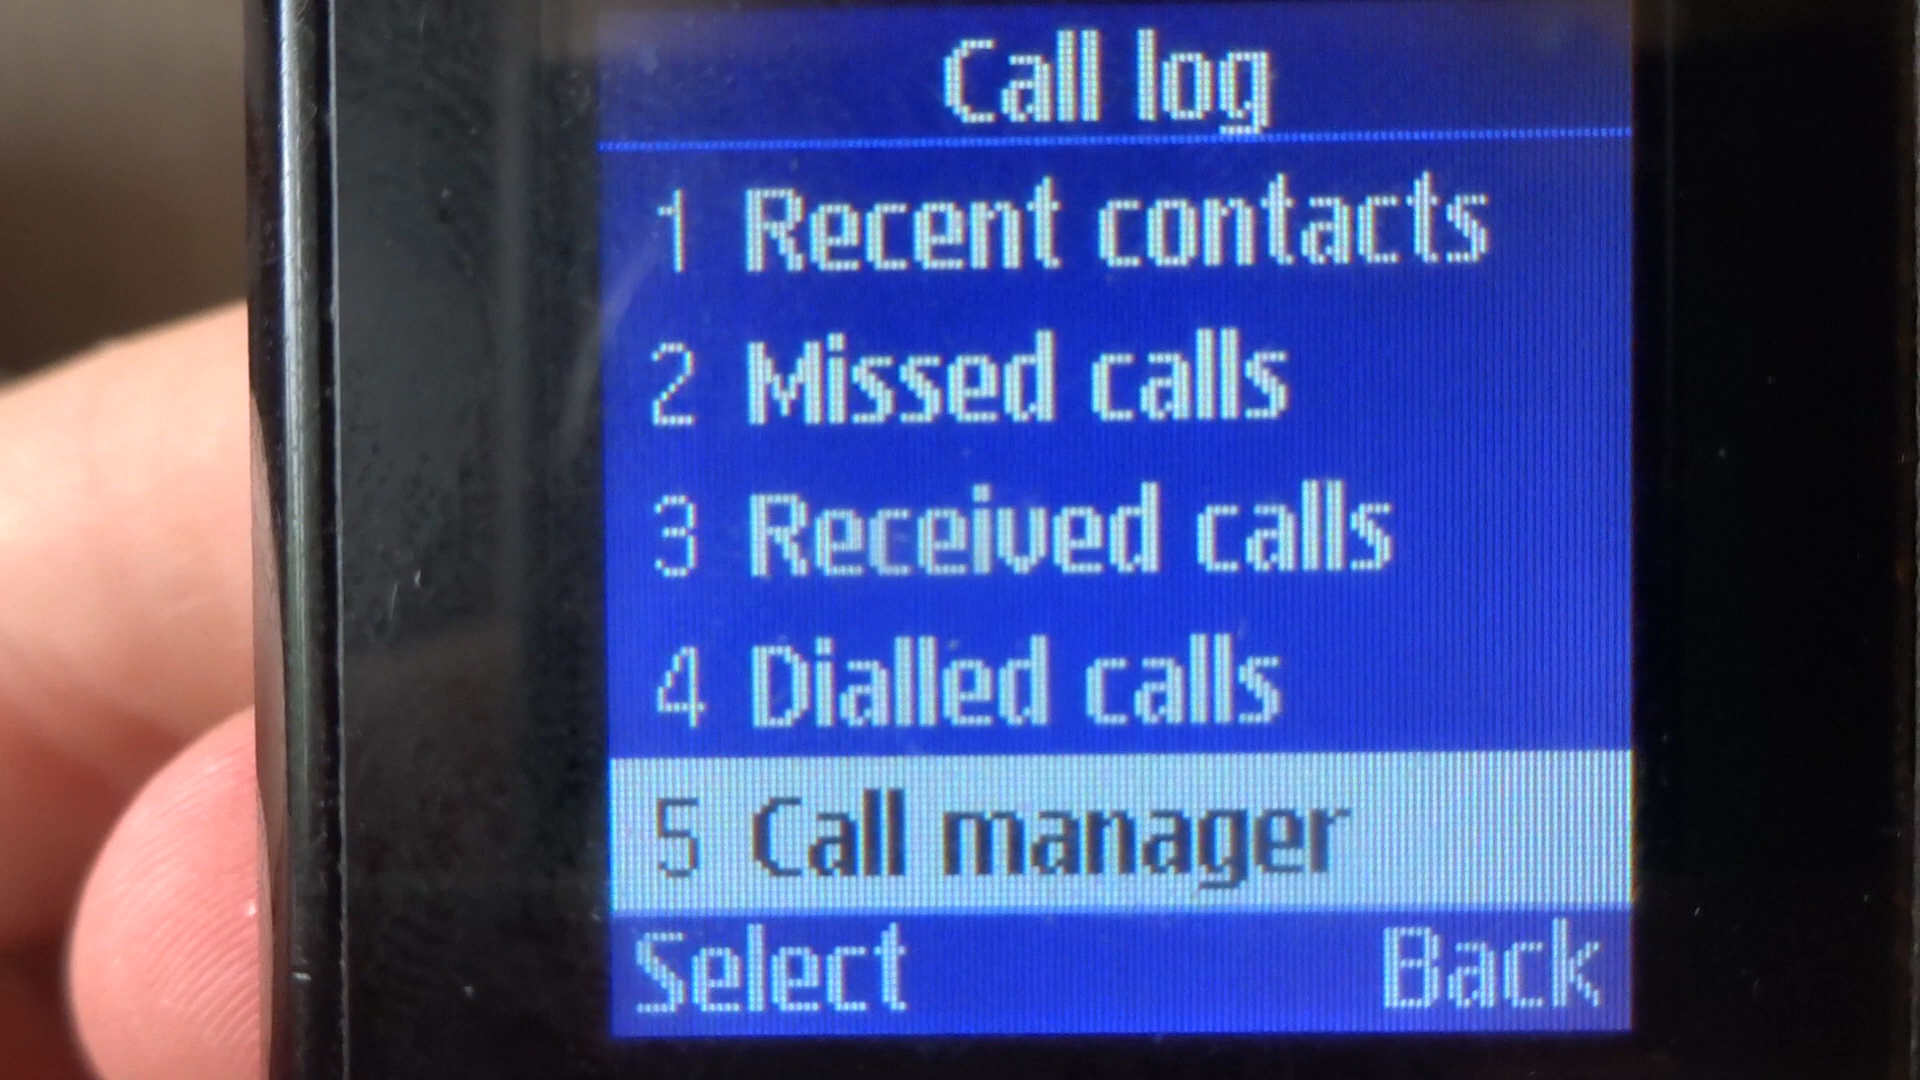 Call log
1 Recent contacts
2 Missed calls
3 Received calls
4 Dialled calls
5 Call manager
Select Back